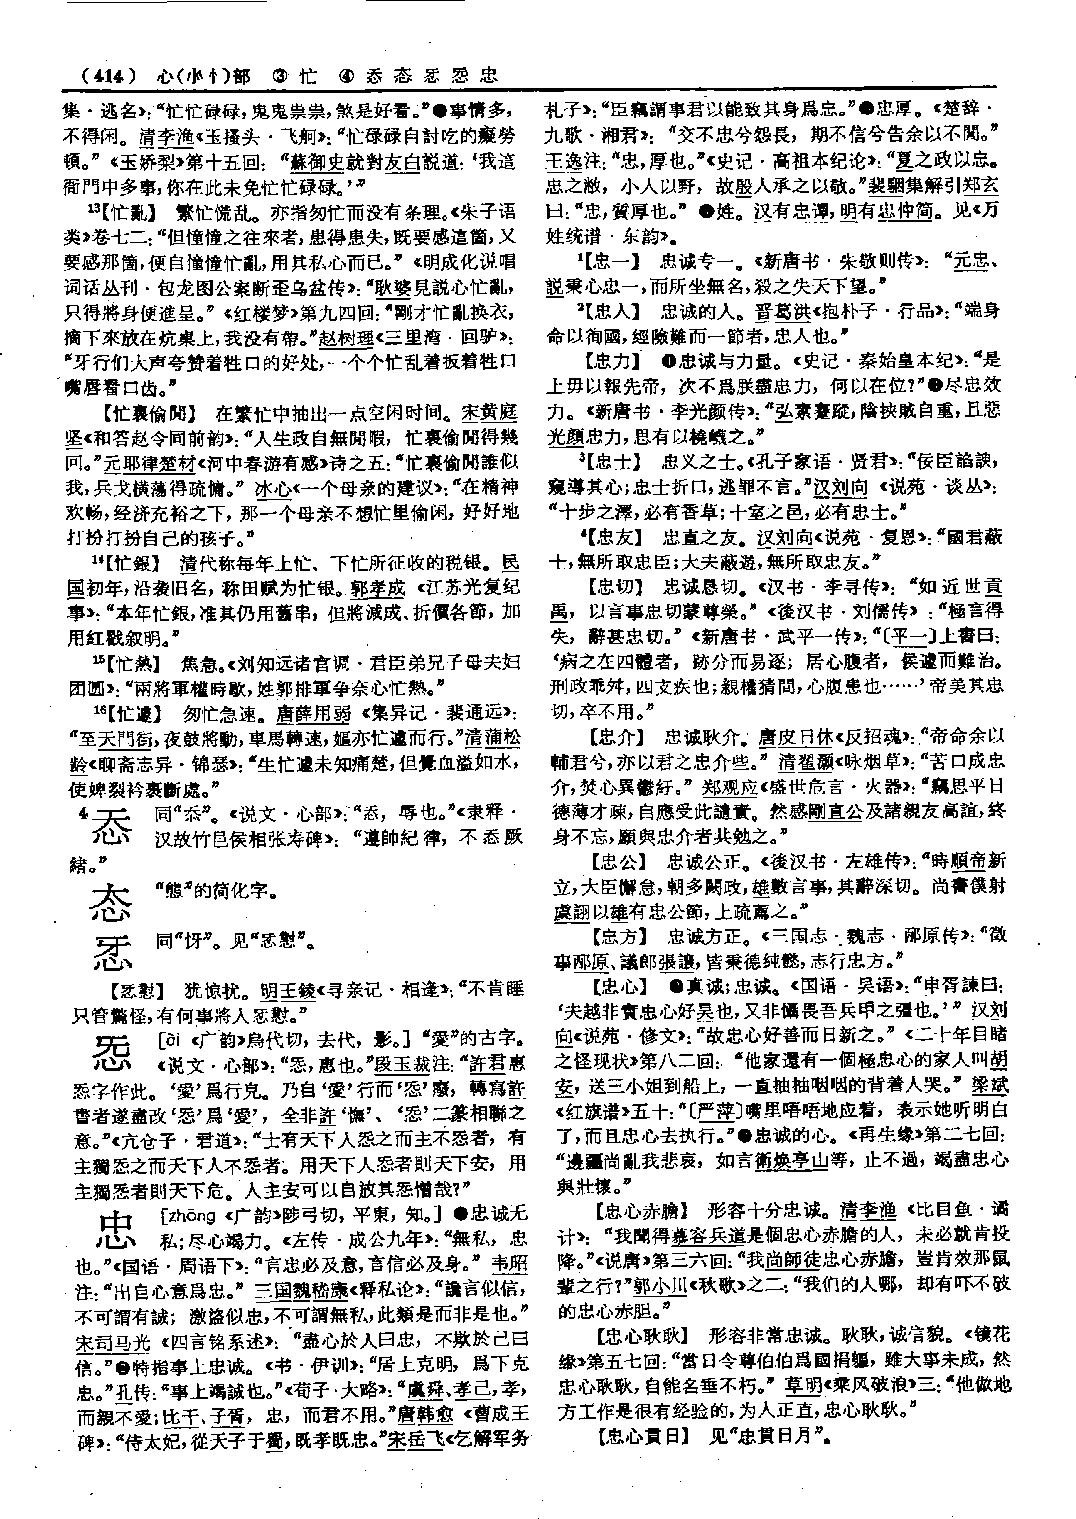 (414) 心(⺗忄)部 ③忙 ④忝态㤉㤅忠
集·逃名》：“忙忙碌碌，鬼鬼祟祟，煞是好看。”❸事情多，
不得闲。清李渔《玉搔头·飞舸》：“忙碌碌自討吃的癡勞
頓。”《玉娇梨》第十五回：“蘇御史就對友白説道：‘我這
衙門中多事，你在此未免忙忙碌碌。’”
13【忙亂】 繁忙慌乱。亦指匆忙而没有条理。《朱子语
类》卷七二：“但憧憧之往來者，患得患失，既要感這箇，又
要感那箇，便自憧憧忙亂，用其私心而已。”《明成化说唱
词话丛刊·包龙图公案断歪乌盆传》：“耿婆見説心忙亂，
只得將身便進呈。”《红楼梦》第九四回：“剛才忙亂换衣，
摘下來放在炕桌上，我没有帶。”赵树理《三里湾·回驴》：
“牙行们大声夸赞着牲口的好处，一个个忙乱着扳着牲口
嘴唇看口齿。”
【忙裏偷閒】 在繁忙中抽出一点空闲时间。宋黄庭
坚《和答赵令同前韵》：“人生政自無閒暇，忙裏偷閒得幾
回。”元耶律楚材《河中春游有感》诗之五：“忙裏偷閒誰似
我，兵戈横蕩得疏慵。”冰心《一个母亲的建议》：“在精神
欢畅，经济充裕之下，那一个母亲不想忙里偷闲，好好地
打扮打扮自己的孩子。”
14【忙銀】 清代称每年上忙、下忙所征收的税银。民
国初年，沿袭旧名，称田赋为忙银。郭孝成《江苏光复纪
事》：“本年忙銀，准其仍用舊串，但將減成、折價各節，加
用紅戳叙明。”
15【忙熱】 焦急。《刘知远诸宫调·君臣弟兄子母夫妇
团圆》：“兩將軍權時歇，姓郭排軍争奈心忙熱。”
16【忙遽】 匆忙急速。唐薛用弱《集异记·裴通远》：
“至天門街，夜鼓將動，車馬轉速，嫗亦忙遽而行。”清蒲松
龄《聊斋志异·锦瑟》：“生忙遽未知痛楚，但覺血溢如水，
使婢裂衿裹斷處。”
4忝 同“忝”。《说文·心部》：“忝，辱也。”《隶释·
汉故竹邑侯相张寿碑》：“遵帥紀律，不忝厥
緒。”
态 “態”的简化字。
㤉 同“怈”。见“㤉懟”。
【㤉懟】 犹惊扰。明王錂《寻亲记·相逢》：“不肯睡
只管驚怪，有何事將人㤉懟。”
㤅 [ài 《广韵》烏代切，去代，影。] “愛”的古字。
《说文·心部》：“㤅，惠也。”段玉裁注：“許君惠
㤅字作此。‘愛’爲行皃。乃自‘愛’行而‘㤅’廢，轉寫許
書者遂盡改‘㤅’爲‘愛’，全非許‘憮’、‘㤅’二篆相聯之
意。”《亢仓子·君道》：“士有天下人㤅之而主不㤅者，有
主獨㤅之而天下人不㤅者。用天下人㤅者則天下安，用
主獨㤅者則天下危。人主安可以自放其㤅憎哉？”
忠 [zhōng 《广韵》陟弓切，平東，知。] ❶忠诚无
私；尽心竭力。《左传·成公九年》：“無私，忠
也。”《国语·周语下》：“言忠必及意，言信必及身。”韦昭
注：“出自心意爲忠。”三国魏嵇康《释私论》：“讒言似信，
不可謂有誠；激盜似忠，不可謂無私，此類是而非是也。”
宋司马光《四言铭系述》：“盡心於人曰忠，不欺於己曰
信。”❷特指事上忠诚。《书·伊训》：“居上克明，爲下克
忠。”孔传：“事上竭誠也。”《荀子·大略》：“虞舜、孝己，孝，
而親不愛；比干、子胥，忠，而君不用。”唐韩愈《曹成王
碑》：“侍太妃，從天子于蜀，既孝既忠。”宋岳飞《乞解军务
札子》：“臣竊謂事君以能致其身爲忠。”❸忠厚。《楚辞·
九歌·湘君》：“交不忠兮怨長，期不信兮告余以不閒。”
王逸注：“忠，厚也。”《史记·高祖本纪论》：“夏之政以忠。
忠之敝，小人以野，故殷人承之以敬。”裴駰集解引郑玄
曰：“忠，質厚也。”❹姓。汉有忠谭，明有忠仲简。见《万
姓统谱·东韵》。
1【忠一】 忠诚专一。《新唐书·朱敬则传》：“元忠、
説秉心忠一，而所坐無名，殺之失天下望。”
2【忠人】 忠诚的人。晋葛洪《抱朴子·行品》：“端身
命以徇國，經險難而一節者，忠人也。”
【忠力】 ❶忠诚与力量。《史记·秦始皇本纪》：“是
上毋以報先帝，次不爲朕盡忠力，何以在位？”❷尽忠效
力。《新唐书·李光颜传》：“弘素蹇蹤，陰挾賊自重，且惡
光顔忠力，思有以橈衊之。”
3【忠士】 忠义之士。《孔子家语·贤君》：“佞臣諂諛，
窺導其心；忠士折口，逃罪不言。”汉刘向《说苑·谈丛》：
“十步之澤，必有香草；十室之邑，必有忠士。”
4【忠友】 忠直之友。汉刘向《说苑·复恩》：“國君蔽
士，無所取忠臣；大夫蔽遊，無所取忠友。”
【忠切】 忠诚恳切。《汉书·李寻传》：“如近世貢
禹，以言事忠切蒙尊榮。”《後汉书·刘儒传》：“極言得
失，辭甚忠切。”《新唐书·武平一传》：“〔平一〕上書曰：
‘病之在四體者，跡分而易逐；居心腹者，候遽而難治。
刑政乖舛，四支疾也；親權猜間，心腹患也……’帝美其忠
切，卒不用。”
【忠介】 忠诚耿介。唐皮日休《反招魂》：“帝命余以
輔君兮，亦以君之忠介些。”清翟灏《咏烟草》：“苦口成忠
介，焚心異鬱紆。”郑观应《盛世危言·火器》：“竊思平日
德薄才疎，自應受此譴責。然感剛直公及諸親友高誼，終
身不忘，願與忠介者共勉之。”
【忠公】 忠诚公正。《後汉书·左雄传》：“時順帝新
立，大臣懈怠，朝多闕政，雄數言事，其辭深切。尚書僕射
虞詡以雄有忠公節，上疏薦之。”
【忠方】 忠诚方正。《三国志·魏志·邴原传》：“徵
事邴原、議郎張範，皆秉德純懿，志行忠方。”
【忠心】 ❶真诚；忠诚。《国语·吴语》：“申胥諫曰：
‘夫越非實忠心好吴也，又非懾畏吾兵甲之彊也。’”汉刘
向《说苑·修文》：“故忠心好善而日新之。”《二十年目睹
之怪现状》第八二回：“他家還有一個極忠心的家人叫胡
安，送三小姐到船上，一直抽抽咽咽的背着人哭。”梁斌
《红旗谱》五十：“〔严萍〕嘴里唔唔地应着，表示她听明白
了，而且忠心去执行。”❷忠诚的心。《再生缘》第二七回：
“邊疆尚亂我悲哀，如言衛焕亭山等，止不過，竭盡忠心
與壯懷。”
【忠心赤膽】 形容十分忠诚。清李渔《比目鱼·谲
计》：“我聞得慕容兵道是個忠心赤膽的人，未必就肯投
降。”《说唐》第三六回：“我尚師徒忠心赤膽，豈肯效那鼠
輩之行？”郭小川《秋歌》之二：“我们的人哪，却有吓不破
的忠心赤胆。”
【忠心耿耿】 形容非常忠诚。耿耿，诚信貌。《镜花
缘》第五七回：“當日令尊伯伯爲國捐軀，雖大事未成，然
忠心耿耿，自能名垂不朽。”草明《乘风破浪》三：“他做地
方工作是很有经验的，为人正直，忠心耿耿。”
【忠心貫日】 见“忠貫日月”。